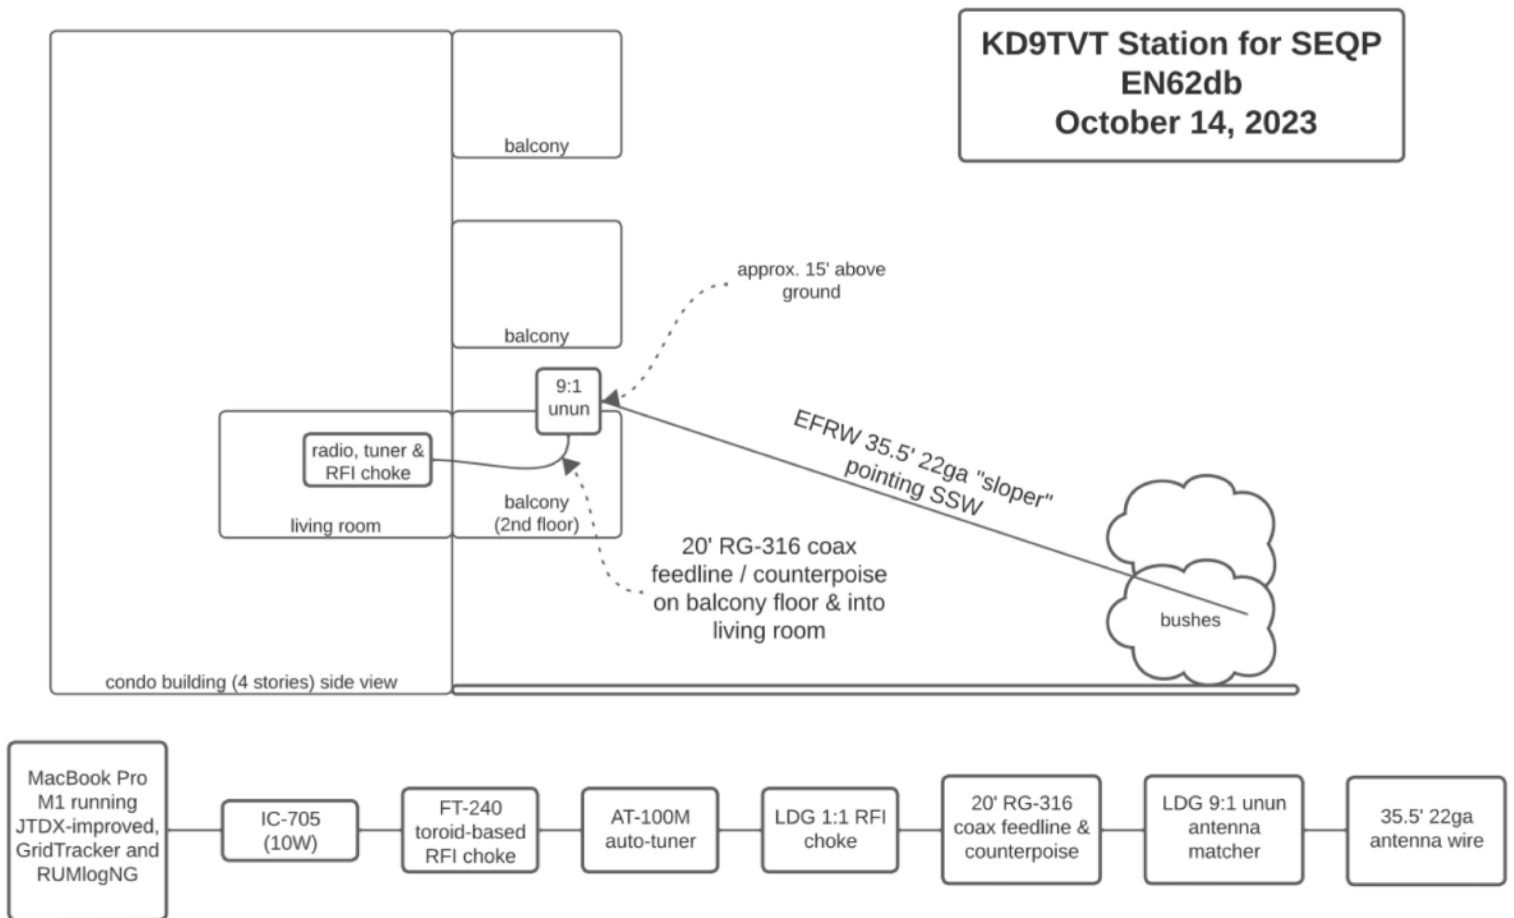 KD9TVT Station for SEQP
EN62db
October 14, 2023
balcony
balcony
approx. 15' above
ground
9:1
unun
radio, tuner &
RFI choke
living room
balcony
(2nd floor)
EFRW 35.5' 22ga "sloper"
pointing SSW
20' RG-316 coax
feedline / counterpoise
on balcony floor & into
living room
bushes
condo building (4 stories) side view
MacBook Pro
M1 running
JTDX-improved,
GridTracker and
RUMlogNG
IC-705
(10W)
FT-240
toroid-based
RFI choke
AT-100M
auto-tuner
LDG 1:1 RFI
choke
20' RG-316
coax feedline &
counterpoise
LDG 9:1 unun
antenna
matcher
35.5' 22ga
antenna wire